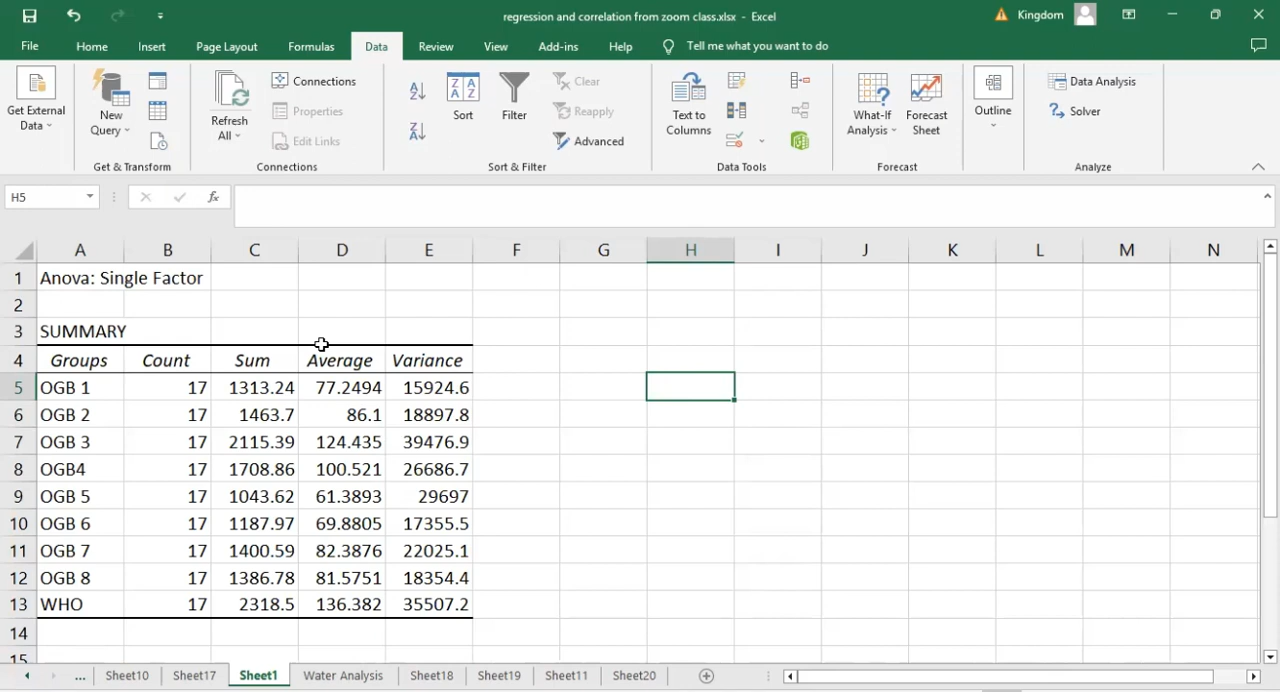 regression and correlation from zoom class.xlsx - Excel
Kingdom
File Home Insert Page Layout Formulas Data Review View Add-ins Help Tell me what you want to do
Get External Data
New Query
Get & Transform
Refresh All
Connections
Properties
Edit Links
Connections
Sort
Filter
Clear
Reapply
Advanced
Sort & Filter
Text to Columns
Data Tools
What-If Analysis
Forecast Sheet
Forecast
Outline
Data Analysis
Solver
Analyze
H5 fx
A B C D E F G H I J K L M N
1 Anova: Single Factor
2
3 SUMMARY
4 Groups Count Sum Average Variance
5 OGB 1 17 1313.24 77.2494 15924.6
6 OGB 2 17 1463.7 86.1 18897.8
7 OGB 3 17 2115.39 124.435 39476.9
8 OGB4 17 1708.86 100.521 26686.7
9 OGB 5 17 1043.62 61.3893 29697
10 OGB 6 17 1187.97 69.8805 17355.5
11 OGB 7 17 1400.59 82.3876 22025.1
12 OGB 8 17 1386.78 81.5751 18354.4
13 WHO 17 2318.5 136.382 35507.2
14
15
... Sheet10 Sheet17 Sheet1 Water Analysis Sheet18 Sheet19 Sheet11 Sheet20